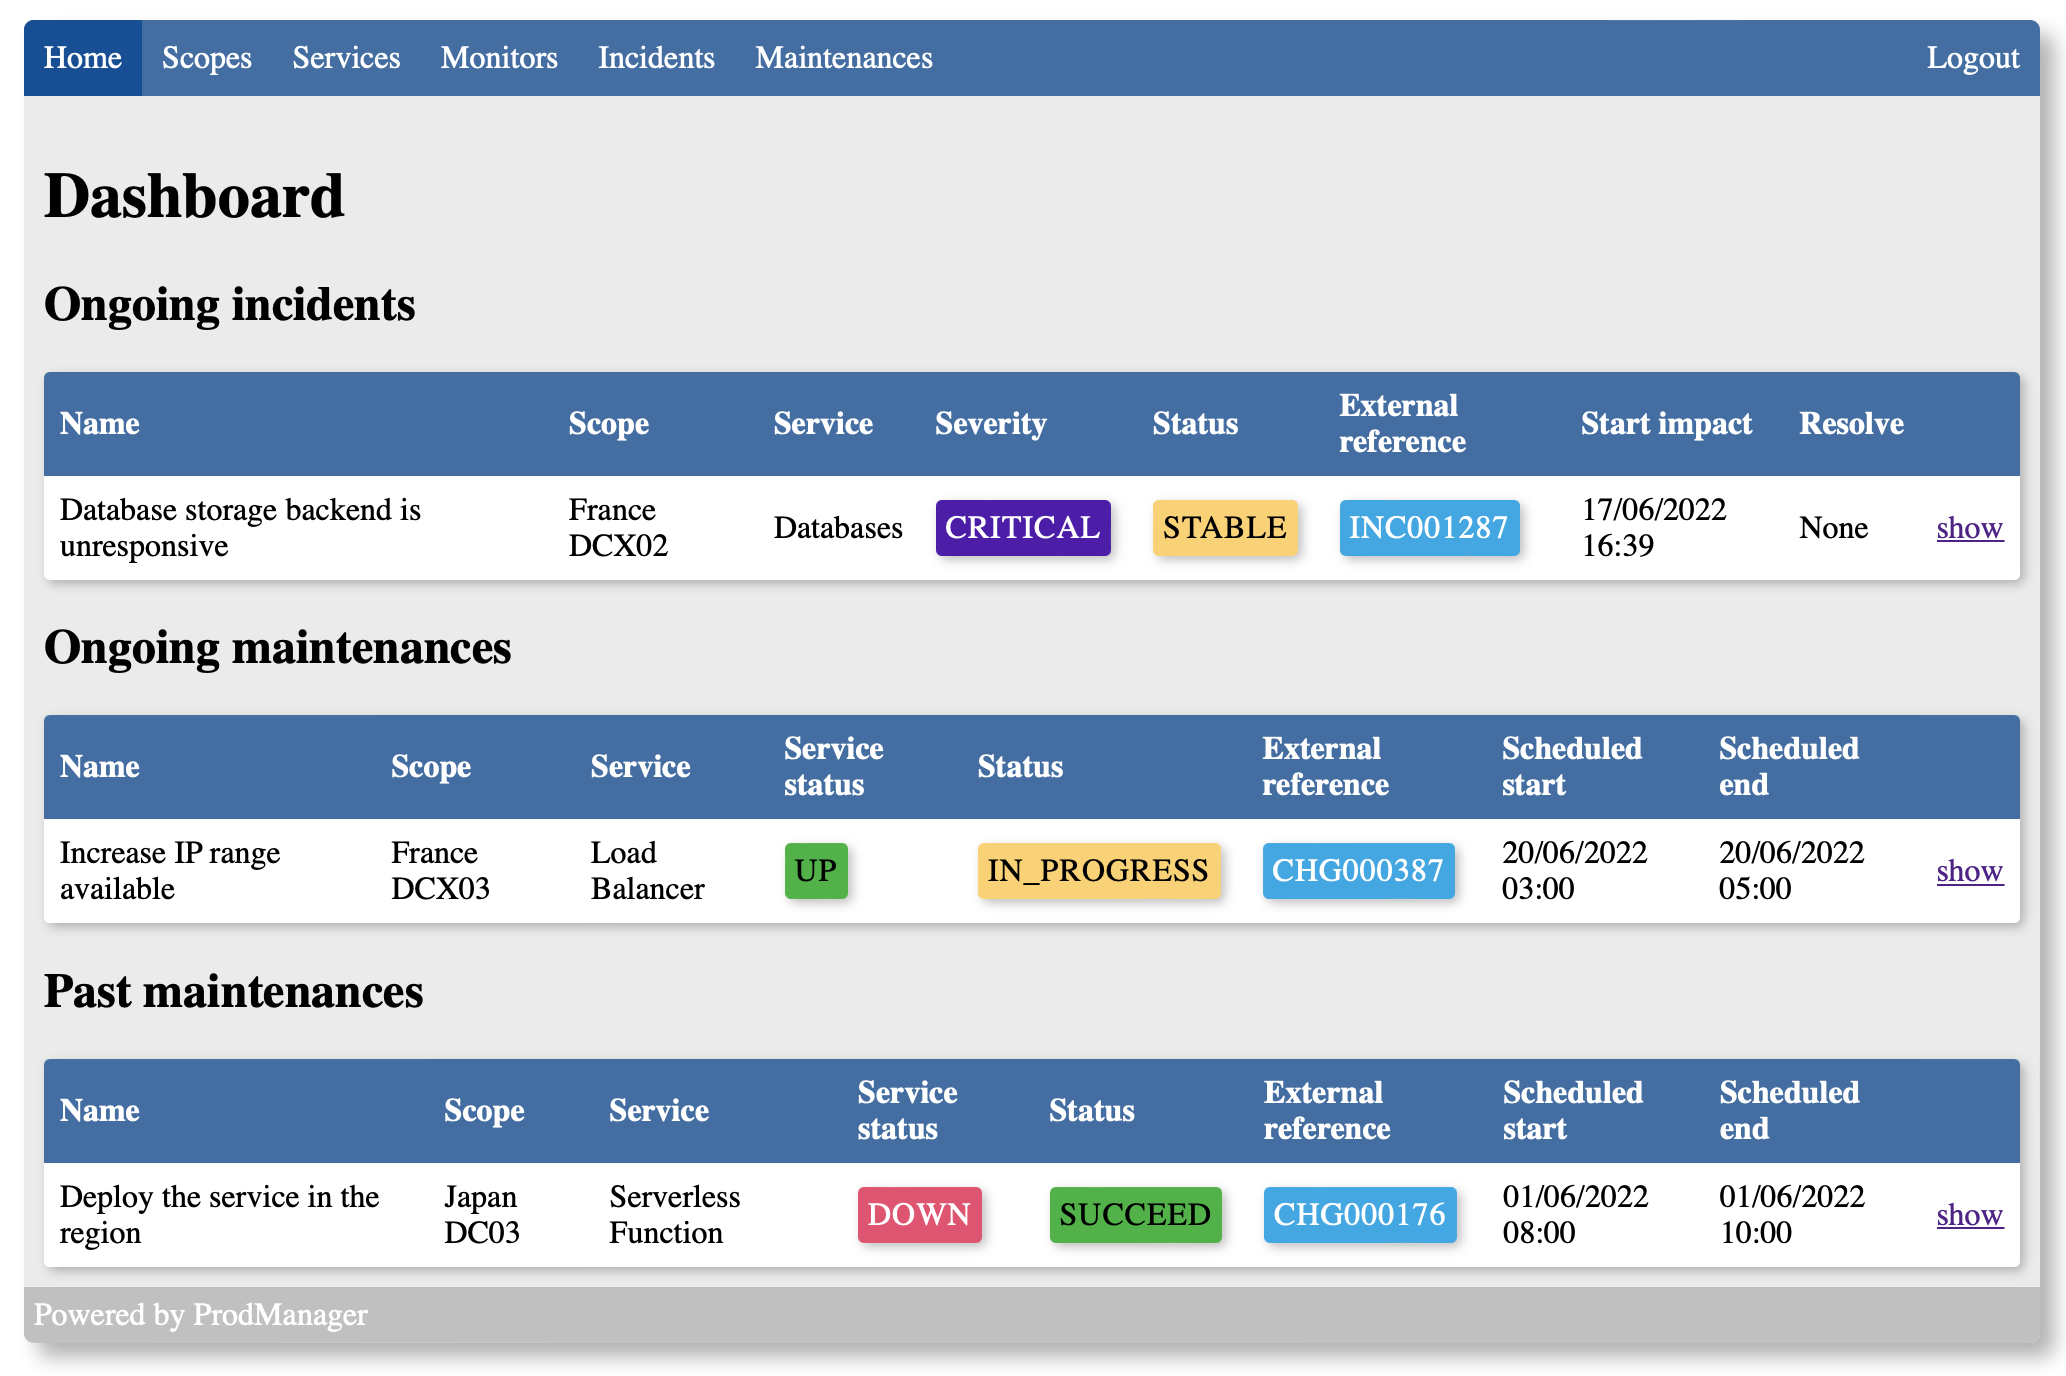 Home Scopes Services Monitors Incidents Maintenances Logout
Dashboard
Ongoing incidents
Name Scope Service Severity Status External reference Start impact Resolve
Database storage backend is unresponsive France DCX02 Databases CRITICAL STABLE INC001287 17/06/2022 16:39 None show
Ongoing maintenances
Name Scope Service Service status Status External reference Scheduled start Scheduled end
Increase IP range available France DCX03 Load Balancer UP IN_PROGRESS CHG000387 20/06/2022 03:00 20/06/2022 05:00 show
Past maintenances
Name Scope Service Service status Status External reference Scheduled start Scheduled end
Deploy the service in the region Japan DC03 Serverless Function DOWN SUCCEED CHG000176 01/06/2022 08:00 01/06/2022 10:00 show
Powered by ProdManager